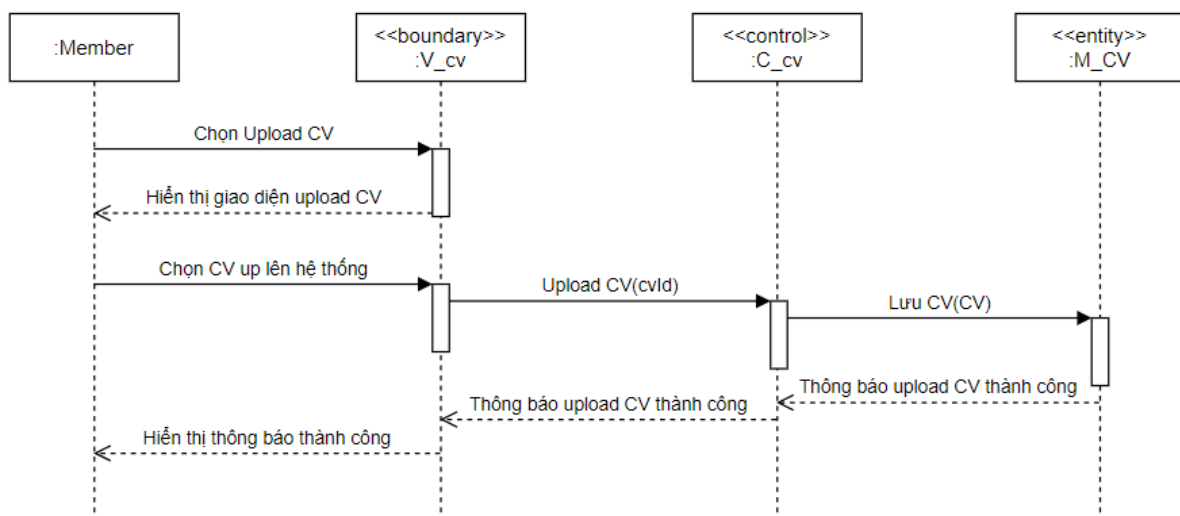 :Member
<<boundary>>
:V_cv
<<control>>
:C_cv
<<entity>>
:M_CV
Chọn Upload CV
Hiển thị giao diện upload CV
Chọn CV up lên hệ thống
Upload CV(cvId)
Lưu CV(CV)
Thông báo upload CV thành công
Thông báo upload CV thành công
Hiển thị thông báo thành công